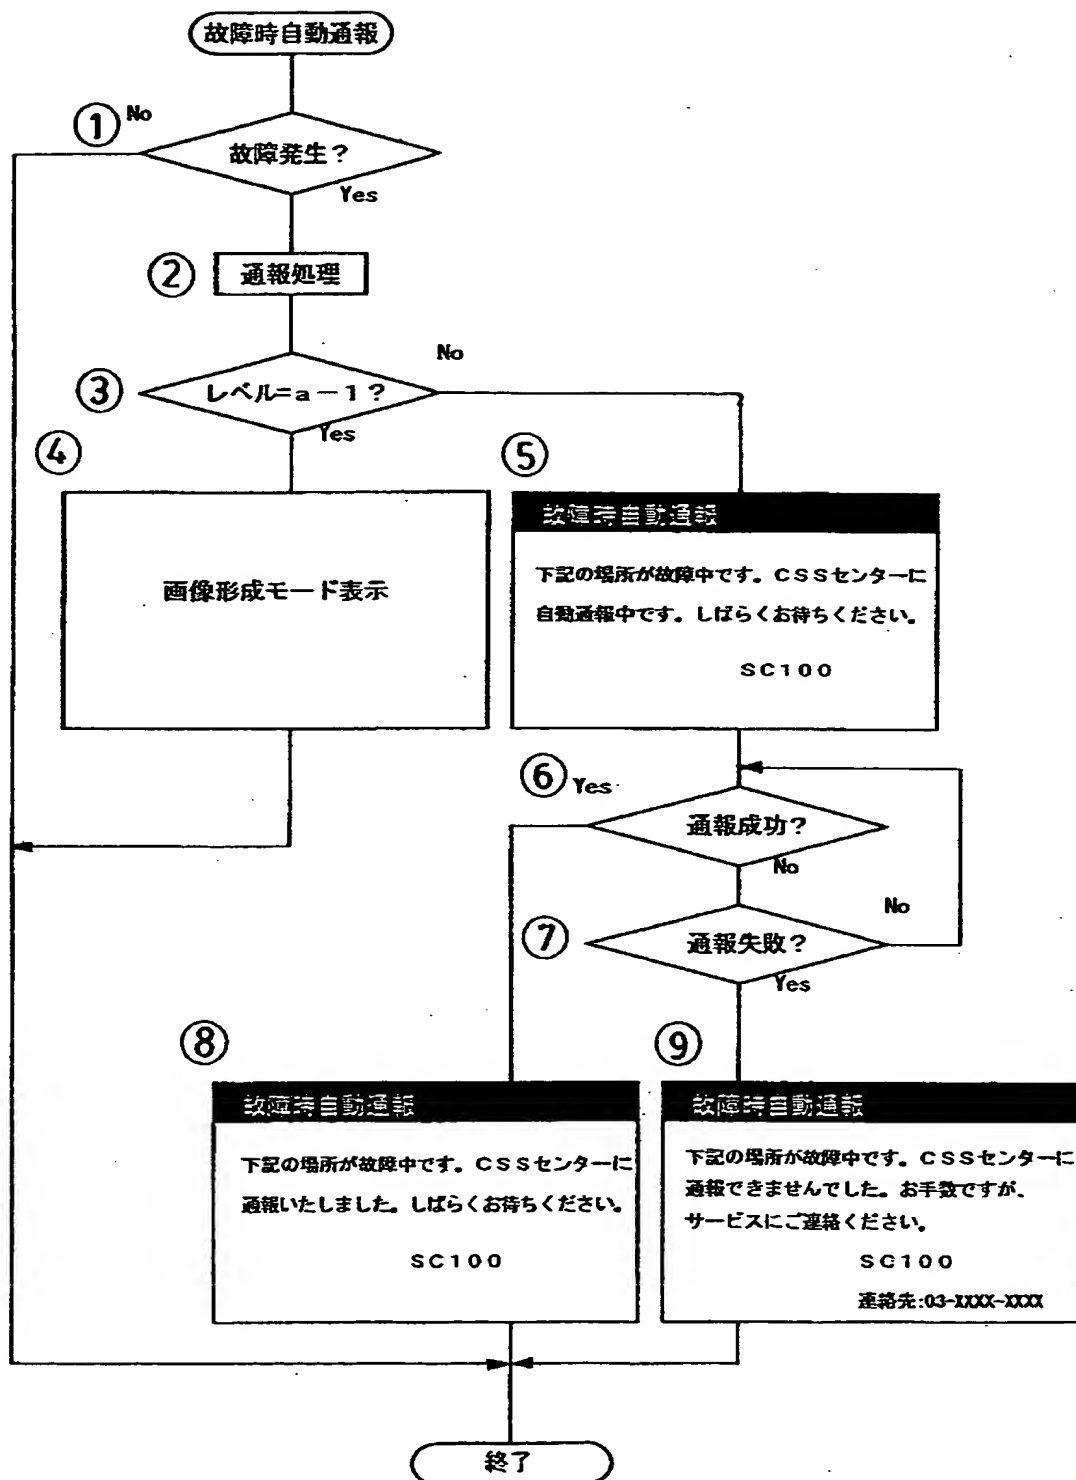 故障時自動通報
① No
故障発生?
Yes
② 通報処理
No
③ レベル=a-1?
Yes
④
画像形成モード表示
⑤
故障時自動通報
下記の場所が故障中です。CSSセンターに
自動通報中です。しばらくお待ちください。
SC100
⑥ Yes
通報成功?
No
No
⑦ 通報失敗?
Yes
⑧
故障時自動通報
下記の場所が故障中です。CSSセンターに
通報いたしました。しばらくお待ちください。
SC100
⑨
故障時自動通報
下記の場所が故障中です。CSSセンターに
通報できませんでした。お手数ですが、
サービスにご連絡ください。
SC100
連絡先:03-XXXX-XXXX
終了